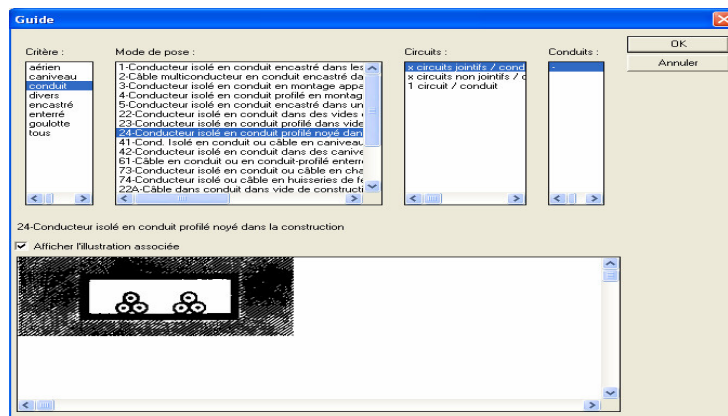 Guide
Critère :
aérien
caniveau
conduit
divers
encastré
enterré
goulotte
tous
Mode de pose :
1-Conducteur isolé en conduit encastré dans les
2-Câble multiconducteur en conduit encastré da
3-Conducteur isolé en conduit en montage appa
4-Conducteur isolé en conduit profilé en montag
5-Conducteur isolé en conduit encastré dans un
22-Conducteur isolé en conduit dans des vides
23-Conducteur isolé en conduit profilé dans vide
24-Conducteur isolé en conduit profilé noyé dan
41-Cond. Isolé en conduit ou câble en caniveau
42-Conducteur isolé en conduit dans des canive
61-Câble en conduit ou en conduit-profilé enterré
73-Conducteur isolé en conduit ou câble en cha
74-Conducteur isolé en conduit ou câble en huisseries de fe
22A-Câble dans conduit dans vide de constructi
Circuits :
x circuits jointifs / cond
x circuits non jointifs / c
1 circuit / conduit
Conduits :
-
OK
Annuler
24-Conducteur isolé en conduit profilé noyé dans la construction
Afficher l'illustration associée